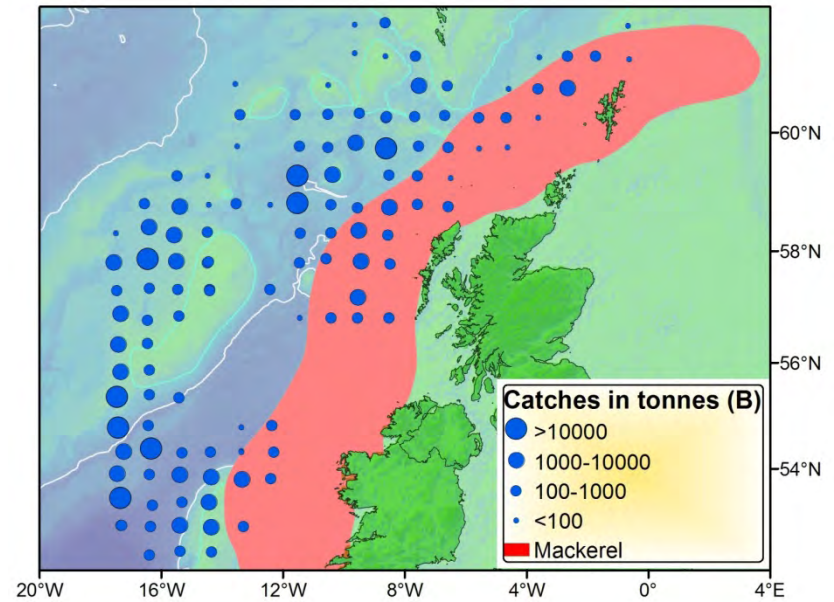 60°N
58°N
56°N
54°N
Catches in tonnes (B)
>10000
1000-10000
100-1000
<100
Mackerel
20°W 16°W 12°W 8°W 4°W 0° 4°E